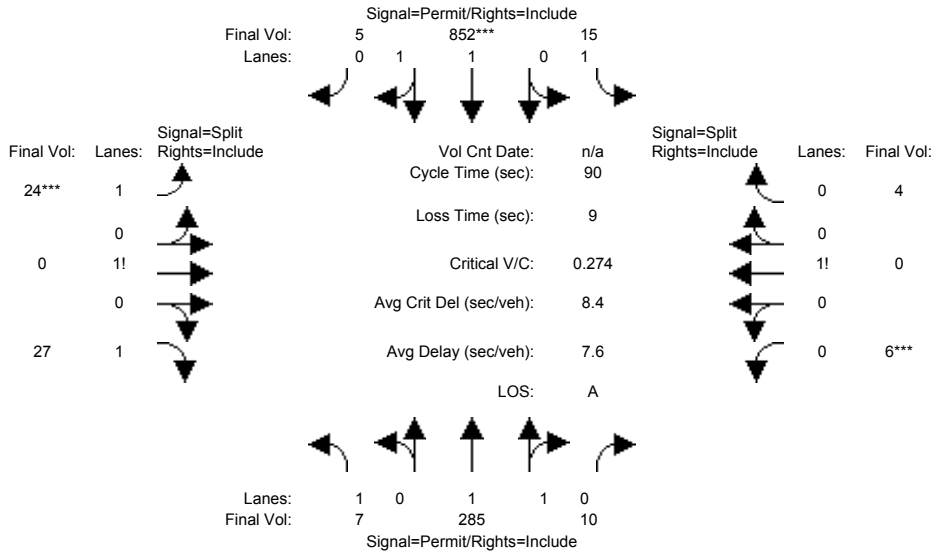 Signal=Permit/Rights=Include
Final Vol: 5 852*** 15
Lanes: 0 1 1 0 1
Signal=Split
Final Vol: Lanes: Rights=Include
Vol Cnt Date: n/a
Signal=Split
Rights=Include Lanes: Final Vol:
Cycle Time (sec): 90
24*** 1
0 4
Loss Time (sec): 9
0
0
0 1!
Critical V/C: 0.274
1! 0
0
Avg Crit Del (sec/veh): 8.4
0
27 1
Avg Delay (sec/veh): 7.6
0 6***
LOS: A
Lanes: 1 0 1 1 0
Final Vol: 7 285 10
Signal=Permit/Rights=Include